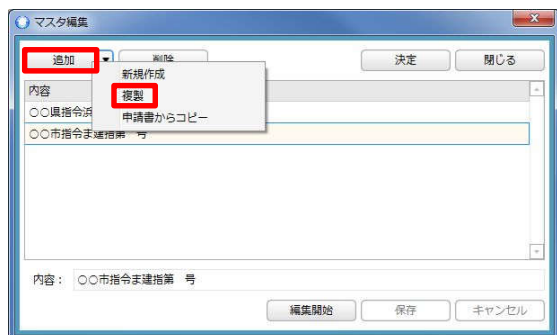 マスタ編集
追加 削除 決定 閉じる
新規作成
内容
複製
〇〇県指令浜
申請書からコピー
〇〇市指令ま建指第 号
内容： 〇〇市指令ま建指第 号
編集開始 保存 キャンセル